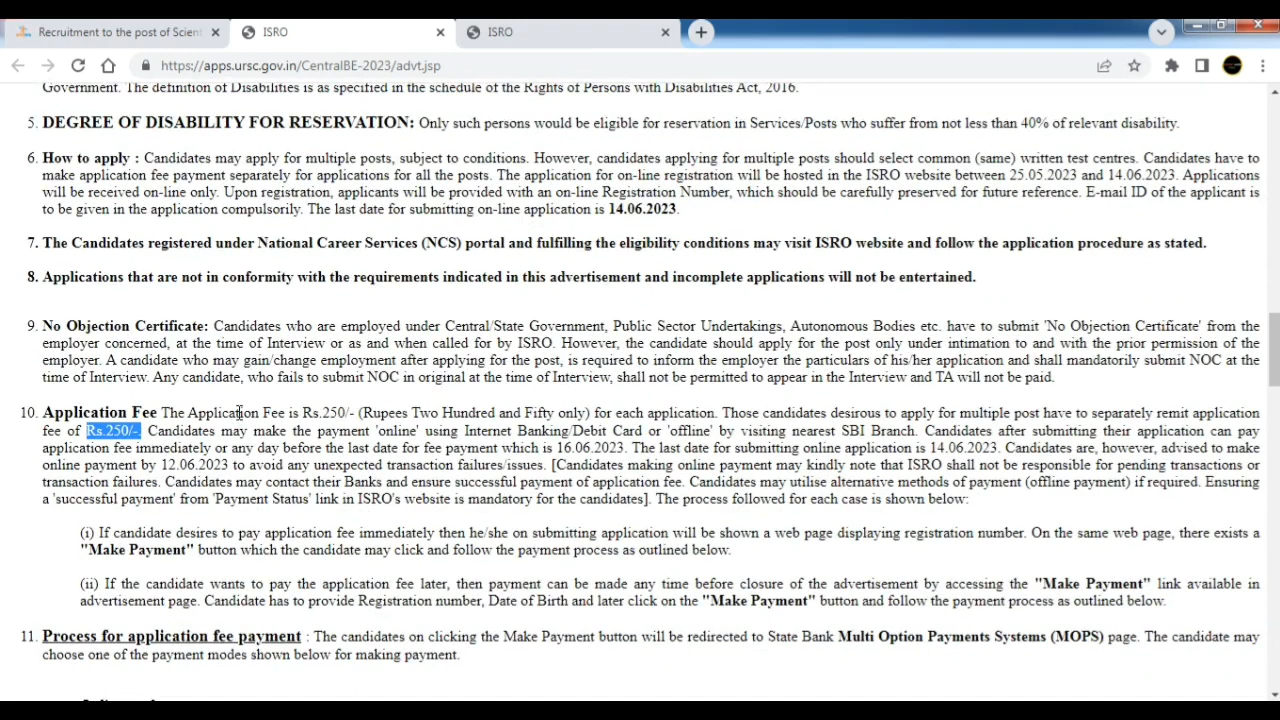 Recruitment to the post of Scient
ISRO
ISRO
https://apps.ursc.gov.in/CentralBE-2023/advt.jsp
Government. The definition of Disabilities is as specified in the schedule of the Rights of Persons with Disabilities Act, 2016.
5. DEGREE OF DISABILITY FOR RESERVATION: Only such persons would be eligible for reservation in Services/Posts who suffer from not less than 40% of relevant disability.
6. How to apply : Candidates may apply for multiple posts, subject to conditions. However, candidates applying for multiple posts should select common (same) written test centres. Candidates have to
make application fee payment separately for applications for all the posts. The application for on-line registration will be hosted in the ISRO website between 25.05.2023 and 14.06.2023. Applications
will be received on-line only. Upon registration, applicants will be provided with an on-line Registration Number, which should be carefully preserved for future reference. E-mail ID of the applicant is
to be given in the application compulsorily. The last date for submitting on-line application is 14.06.2023.
7. The Candidates registered under National Career Services (NCS) portal and fulfilling the eligibility conditions may visit ISRO website and follow the application procedure as stated.
8. Applications that are not in conformity with the requirements indicated in this advertisement and incomplete applications will not be entertained.
9. No Objection Certificate: Candidates who are employed under Central/State Government, Public Sector Undertakings, Autonomous Bodies etc. have to submit 'No Objection Certificate' from the
employer concerned, at the time of Interview or as and when called for by ISRO. However, the candidate should apply for the post only under intimation to and with the prior permission of the
employer. A candidate who may gain/change employment after applying for the post, is required to inform the employer the particulars of his/her application and shall mandatorily submit NOC at the
time of Interview. Any candidate, who fails to submit NOC in original at the time of Interview, shall not be permitted to appear in the Interview and TA will not be paid.
10. Application Fee The Application Fee is Rs.250/- (Rupees Two Hundred and Fifty only) for each application. Those candidates desirous to apply for multiple post have to separately remit application
fee of Rs.250/-. Candidates may make the payment 'online' using Internet Banking/Debit Card or 'offline' by visiting nearest SBI Branch. Candidates after submitting their application can pay
application fee immediately or any day before the last date for fee payment which is 16.06.2023. The last date for submitting online application is 14.06.2023. Candidates are, however, advised to make
online payment by 12.06.2023 to avoid any unexpected transaction failures/issues. [Candidates making online payment may kindly note that ISRO shall not be responsible for pending transactions or
transaction failures. Candidates may contact their Banks and ensure successful payment of application fee. Candidates may utilise alternative methods of payment (offline payment) if required. Ensuring
a 'successful payment' from 'Payment Status' link in ISRO's website is mandatory for the candidates]. The process followed for each case is shown below:
(i) If candidate desires to pay application fee immediately then he/she on submitting application will be shown a web page displaying registration number. On the same web page, there exists a
"Make Payment" button which the candidate may click and follow the payment process as outlined below.
(ii) If the candidate wants to pay the application fee later, then payment can be made any time before closure of the advertisement by accessing the "Make Payment" link available in
advertisement page. Candidate has to provide Registration number, Date of Birth and later click on the "Make Payment" button and follow the payment process as outlined below.
11. Process for application fee payment : The candidates on clicking the Make Payment button will be redirected to State Bank Multi Option Payments Systems (MOPS) page. The candidate may
choose one of the payment modes shown below for making payment.